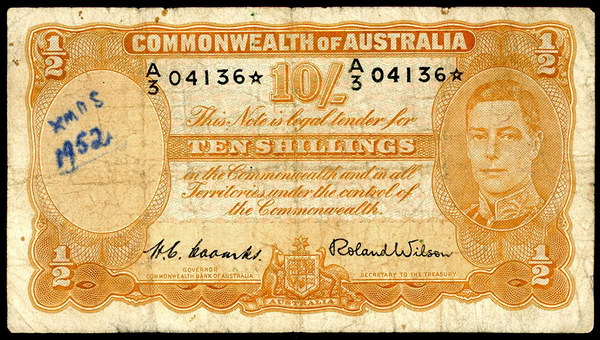 COMMONWEALTH OF AUSTRALIA
1/2
1/2
A/3 04136☆
A/3 04136☆
10/-
XMAS
1952
This Note is legal tender for
TEN SHILLINGS
in the Commonwealth and in all
Territories under the control of
the Commonwealth.
H.C. Coombs
Roland Wilson
GOVERNOR
COMMONWEALTH BANK OF AUSTRALIA
SECRETARY TO THE TREASURY
1/2
1/2
AUSTRALIA